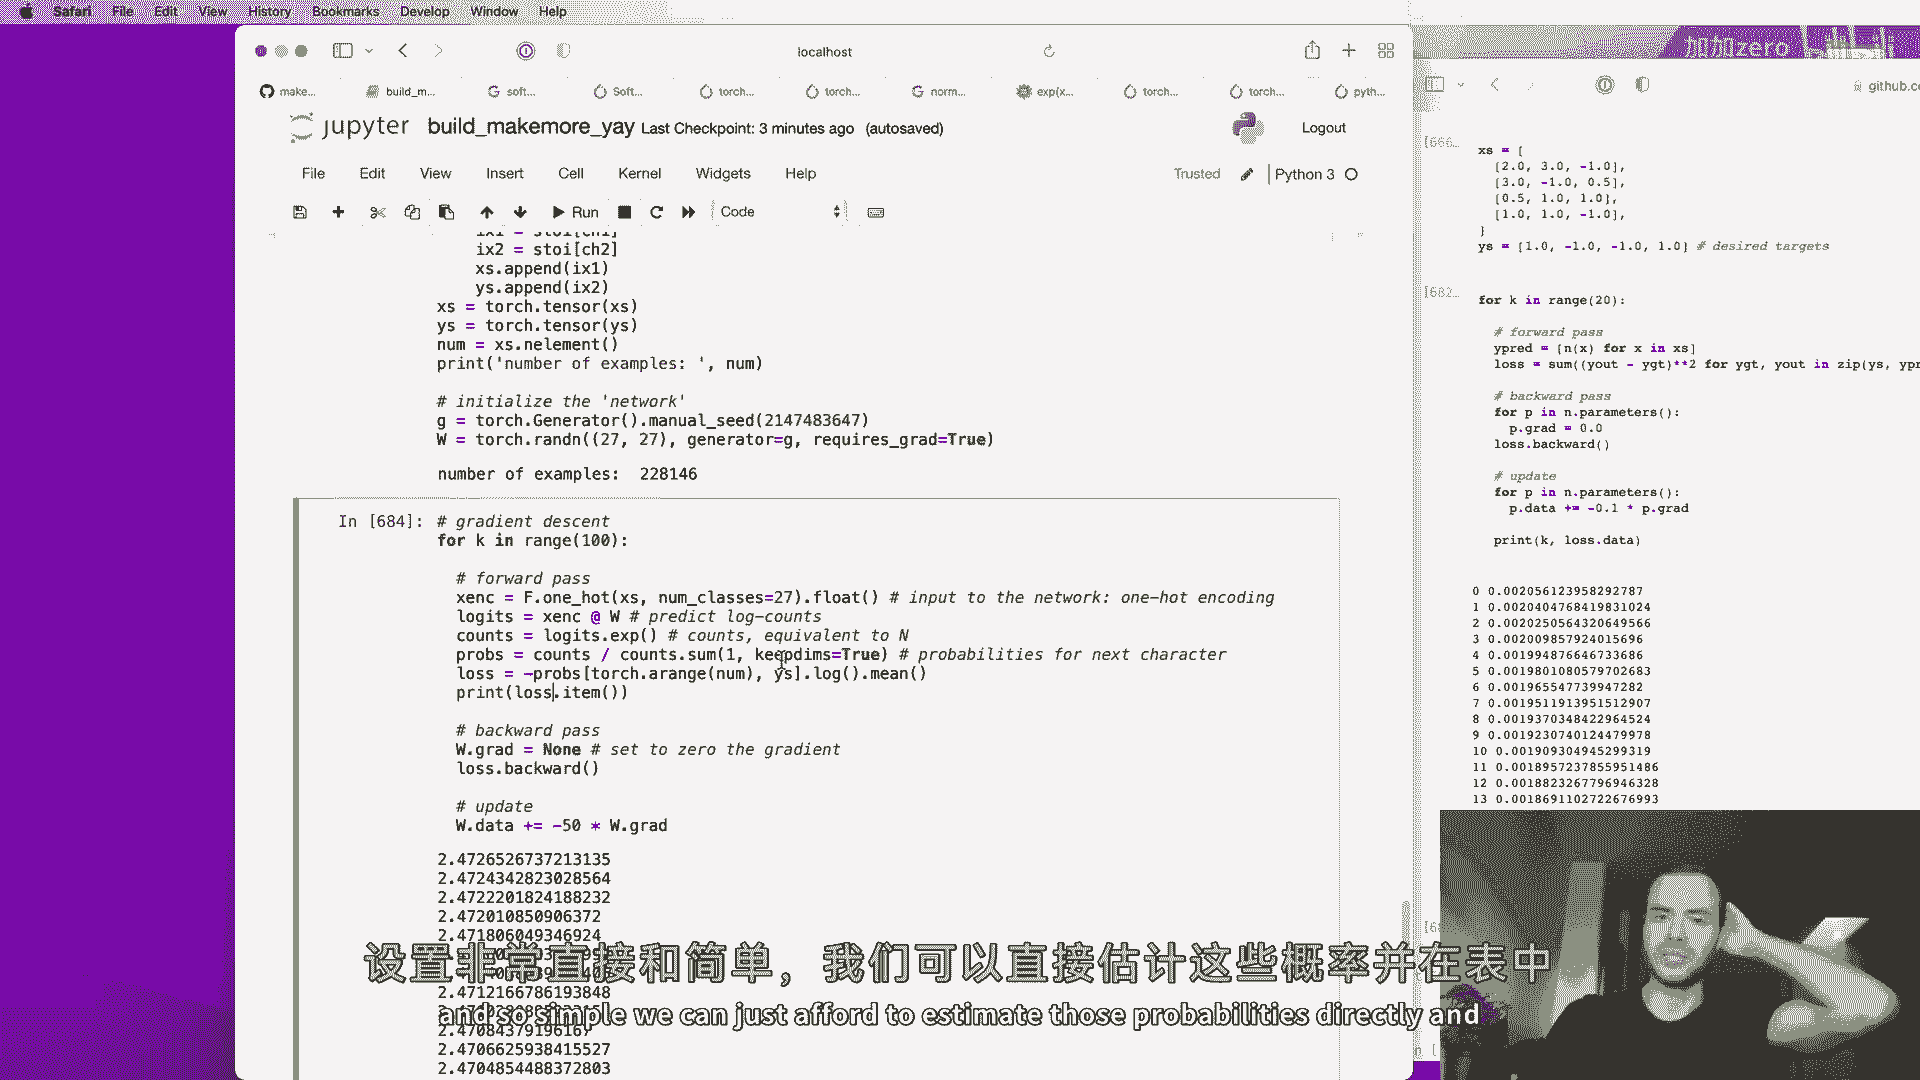 Safari File Edit View History Bookmarks Develop Window Help
加加zero
localhost
make... build_m... soft... Soft... torch... torch... norm... exp(x... torch... torch... pyth...
github.co
jupyter build_makemore_yay Last Checkpoint: 3 minutes ago (autosaved)
Logout
File Edit View Insert Cell Kernel Widgets Help
Trusted Python 3
Run Code
ix1 = stoi[ch1]
ix2 = stoi[ch2]
xs.append(ix1)
ys.append(ix2)
xs = torch.tensor(xs)
ys = torch.tensor(ys)
num = xs.nelement()
print('number of examples: ', num)
# initialize the 'network'
g = torch.Generator().manual_seed(2147483647)
W = torch.randn((27, 27), generator=g, requires_grad=True)
number of examples:  228146
In [684]: # gradient descent
for k in range(100):
# forward pass
xenc = F.one_hot(xs, num_classes=27).float() # input to the network: one-hot encoding
logits = xenc @ W # predict log-counts
counts = logits.exp() # counts, equivalent to N
probs = counts / counts.sum(1, keepdims=True) # probabilities for next character
loss = -probs[torch.arange(num), ys].log().mean()
print(loss.item())
# backward pass
W.grad = None # set to zero the gradient
loss.backward()
# update
W.data += -50 * W.grad
2.4726526737213135
2.4724342823028564
2.4722201824188232
2.472010850906372
2.471806049346924
2.4712166786193848
2.4706625938415527
2.4704854488372803
[666...
xs = [
[2.0, 3.0, -1.0],
[3.0, -1.0, 0.5],
[0.5, 1.0, 1.0],
[1.0, 1.0, -1.0],
]
ys = [1.0, -1.0, -1.0, 1.0] # desired targets
[682...
for k in range(20):
# forward pass
ypred = [n(x) for x in xs]
loss = sum((yout - ygt)**2 for ygt, yout in zip(ys, ypr
# backward pass
for p in n.parameters():
p.grad = 0.0
loss.backward()
# update
for p in n.parameters():
p.data += -0.1 * p.grad
print(k, loss.data)
0 0.002056123958292787
1 0.0020404768419831024
2 0.0020250564320649566
3 0.002009857924015696
4 0.001994876646733686
5 0.0019801080579702683
6 0.001965547739947282
7 0.0019511913951512907
8 0.0019370348422964524
9 0.0019230740124479978
10 0.001909304945299319
11 0.0018957237855951486
12 0.0018823267796946328
13 0.0018691102722676993
设置非常直接和简单，我们可以直接估计这些概率并在表中
and so simple we can just afford to estimate those probabilities directly and